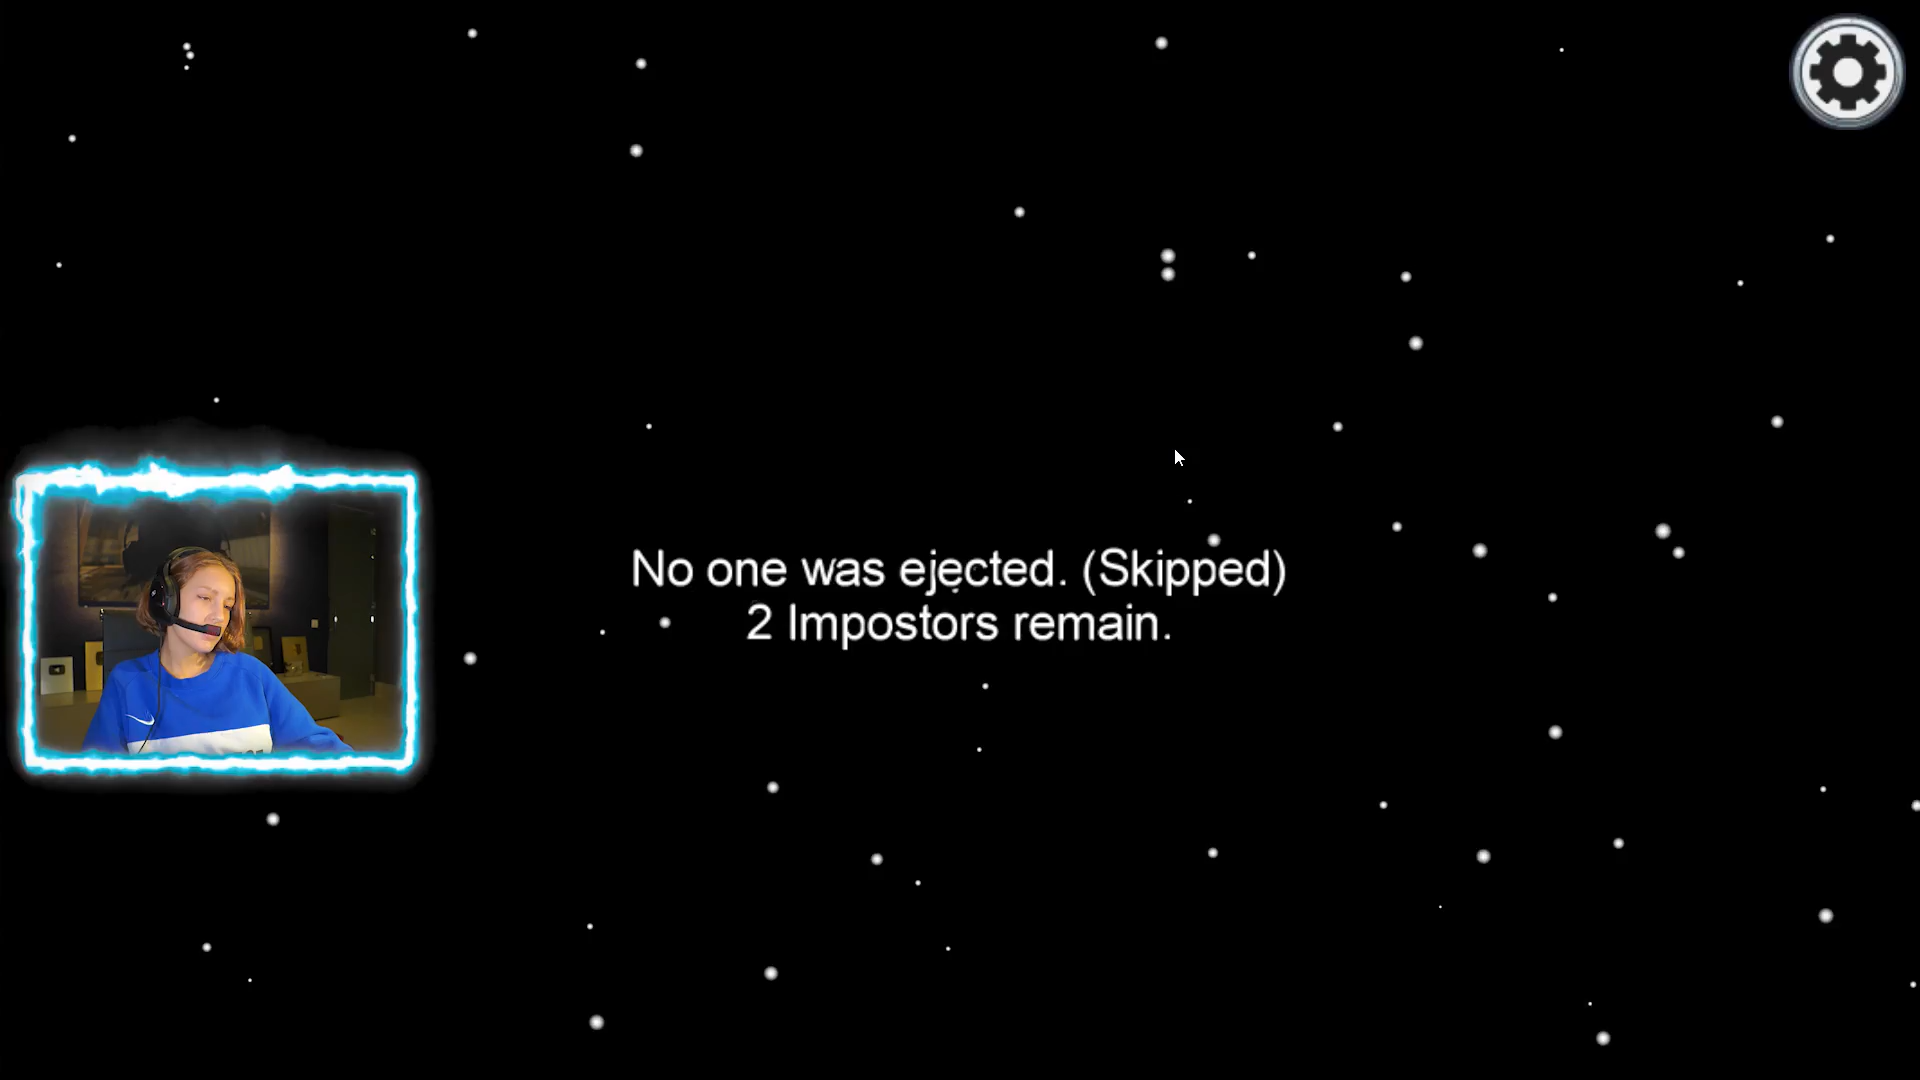 No one was ejected. (Skipped)
2 Impostors remain.